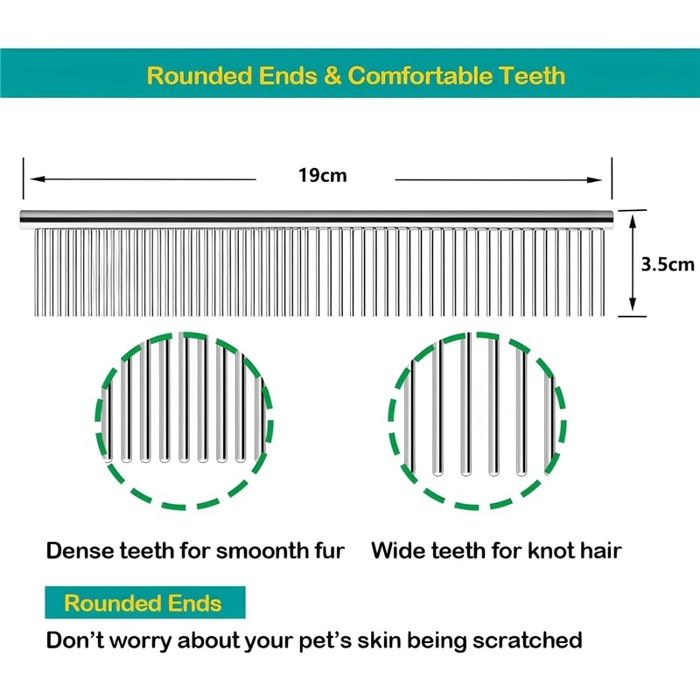 Rounded Ends & Comfortable Teeth
19cm
3.5cm
Dense teeth for smoonth fur
Wide teeth for knot hair
Rounded Ends
Don't worry about your pet's skin being scratched